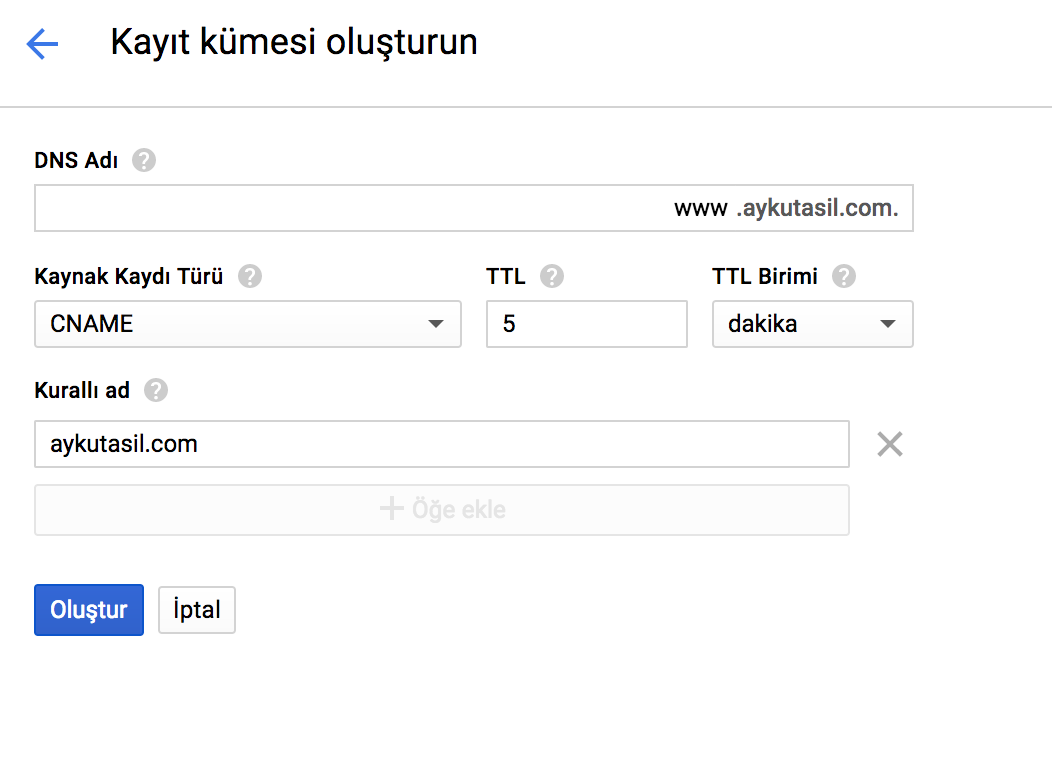 Kayıt kümesi oluşturun
DNS Adı ?
www .aykutasil.com.
Kaynak Kaydı Türü ? TTL ? TTL Birimi ?
CNAME 5 dakika
Kurallı ad ?
aykutasil.com
+ Öğe ekle
Oluştur İptal